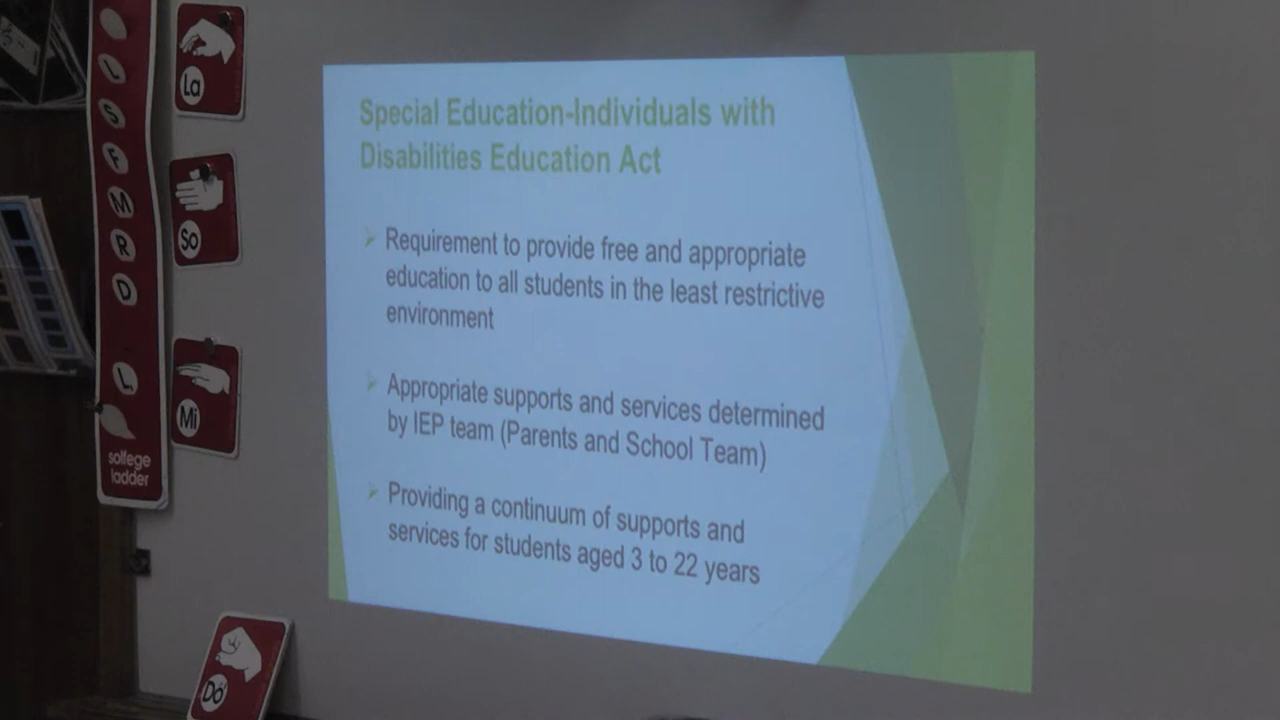 Special Education-Individuals with
Disabilities Education Act
Requirement to provide free and appropriate
education to all students in the least restrictive
environment
Appropriate supports and services determined
by IEP team (Parents and School Team)
Providing a continuum of supports and
services for students aged 3 to 22 years
L
S
F
M
R
D
L
solfege
ladder
La
So
Mi
Do